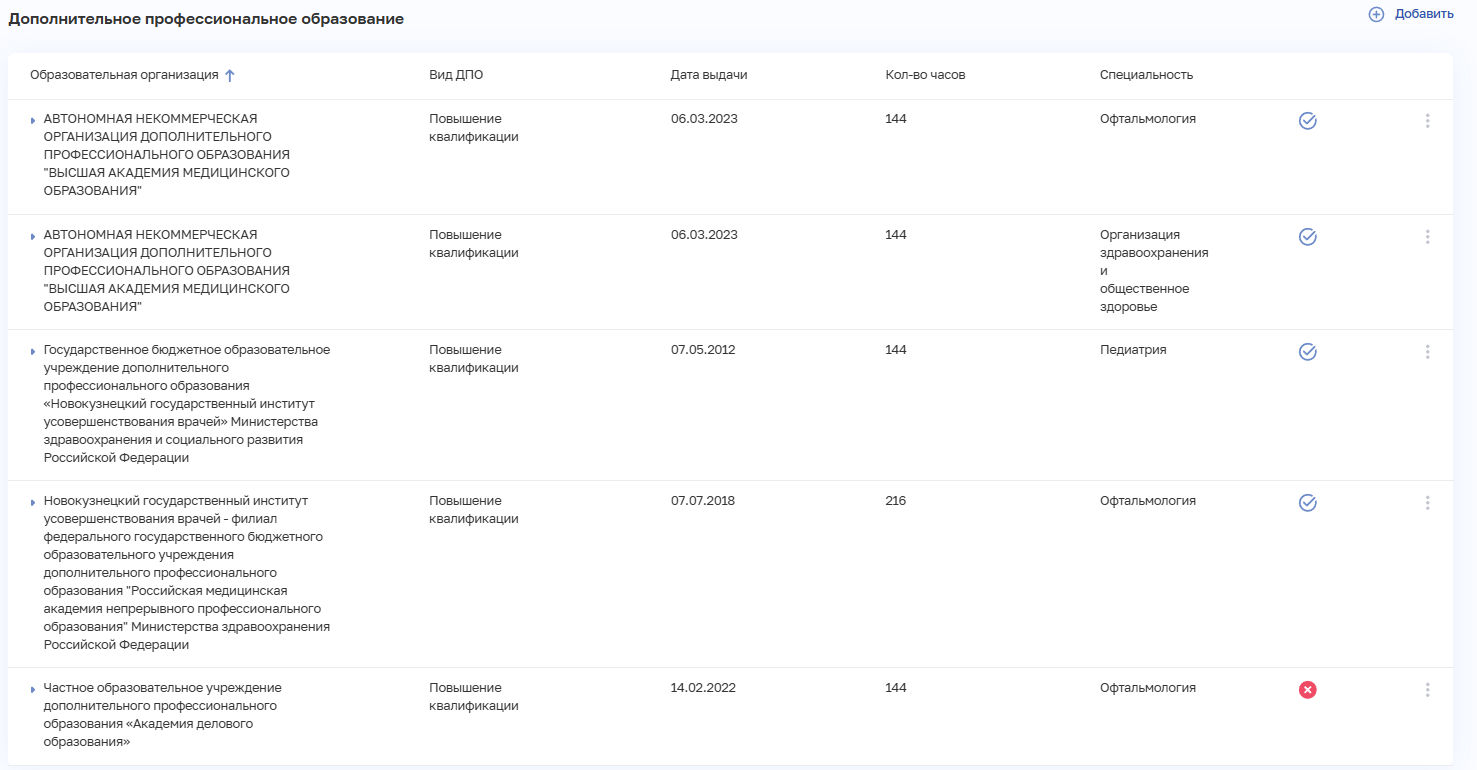 Дополнительное профессиональное образование
Добавить
Образовательная организация
Вид ДПО
Дата выдачи
Кол-во часов
Специальность
АВТОНОМНАЯ НЕКОММЕРЧЕСКАЯ
ОРГАНИЗАЦИЯ ДОПОЛНИТЕЛЬНОГО
ПРОФЕССИОНАЛЬНОГО ОБРАЗОВАНИЯ
"ВЫСШАЯ АКАДЕМИЯ МЕДИЦИНСКОГО
ОБРАЗОВАНИЯ"
Повышение
квалификации
06.03.2023
144
Офтальмология
АВТОНОМНАЯ НЕКОММЕРЧЕСКАЯ
ОРГАНИЗАЦИЯ ДОПОЛНИТЕЛЬНОГО
ПРОФЕССИОНАЛЬНОГО ОБРАЗОВАНИЯ
"ВЫСШАЯ АКАДЕМИЯ МЕДИЦИНСКОГО
ОБРАЗОВАНИЯ"
Повышение
квалификации
06.03.2023
144
Организация
здравоохранения
и
общественное
здоровье
Государственное бюджетное образовательное
учреждение дополнительного
профессионального образования
«Новокузнецкий государственный институт
усовершенствования врачей» Министерства
здравоохранения и социального развития
Российской Федерации
Повышение
квалификации
07.05.2012
144
Педиатрия
Новокузнецкий государственный институт
усовершенствования врачей - филиал
федерального государственного бюджетного
образовательного учреждения
дополнительного профессионального
образования "Российская медицинская
академия непрерывного профессионального
образования" Министерства здравоохранения
Российской Федерации
Повышение
квалификации
07.07.2018
216
Офтальмология
Частное образовательное учреждение
дополнительного профессионального
образования «Академия делового
образования»
Повышение
квалификации
14.02.2022
144
Офтальмология